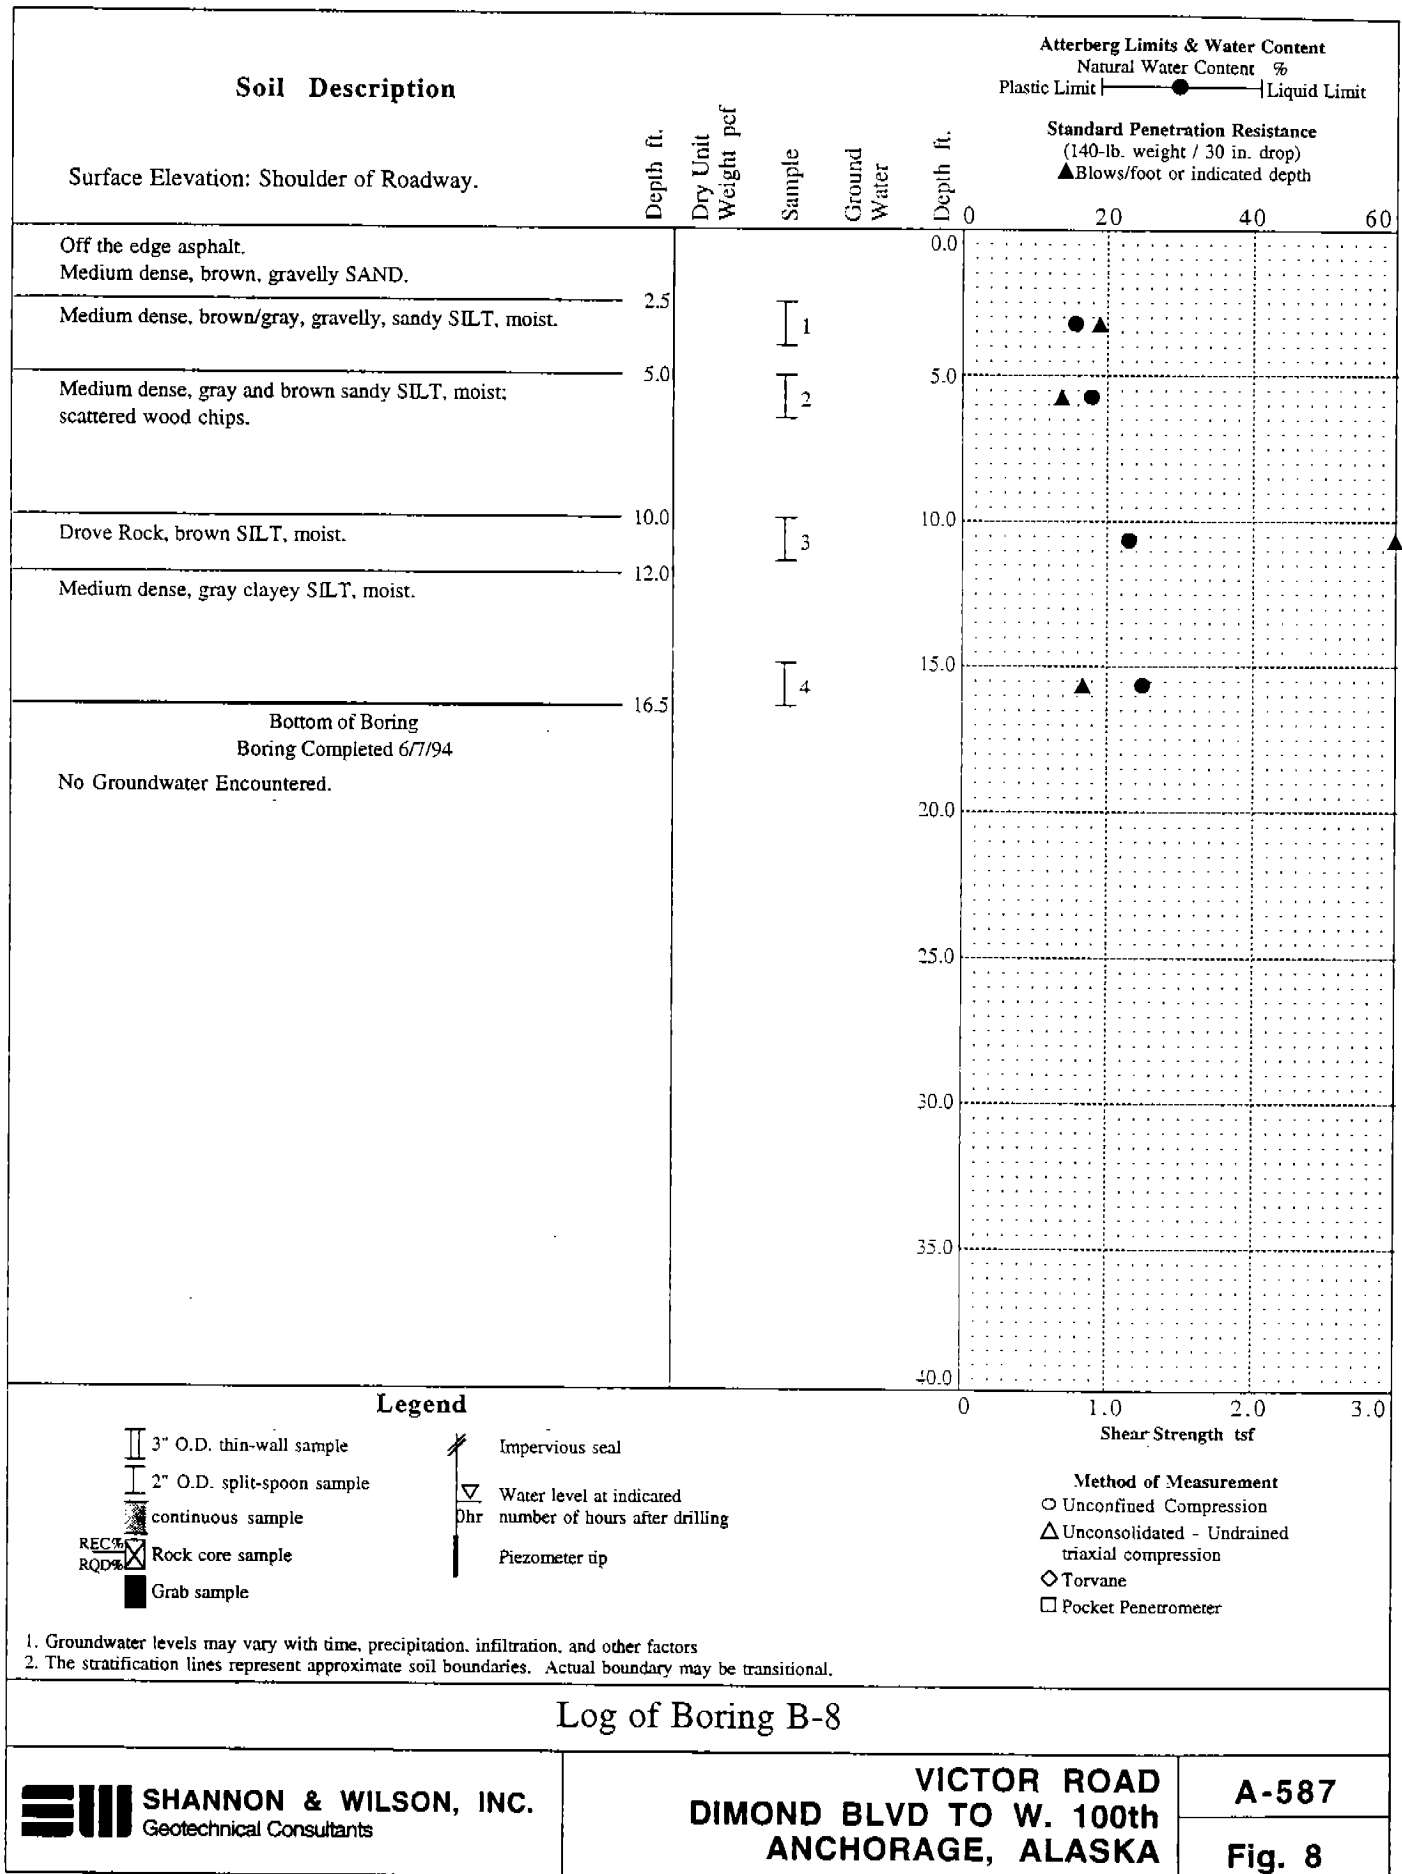 Soil Description
Surface Elevation: Shoulder of Roadway.
Depth ft.
Dry Unit
Weight pcf
Sample
Ground
Water
Depth ft.
Atterberg Limits & Water Content
Natural Water Content %
Plastic Limit Liquid Limit
Standard Penetration Resistance
(140-lb. weight / 30 in. drop)
▲Blows/foot or indicated depth
0 20 40 60
Off the edge asphalt.
Medium dense, brown, gravelly SAND.
0.0
2.5
Medium dense, brown/gray, gravelly, sandy SILT, moist.
1
5.0
5.0
Medium dense, gray and brown sandy SILT, moist;
scattered wood chips.
2
10.0
10.0
Drove Rock, brown SILT, moist.
3
12.0
Medium dense, gray clayey SILT, moist.
15.0
4
16.5
Bottom of Boring
Boring Completed 6/7/94
No Groundwater Encountered.
20.0
25.0
30.0
35.0
40.0
0 1.0 2.0 3.0
Shear Strength tsf
Legend
3" O.D. thin-wall sample
2" O.D. split-spoon sample
continuous sample
REC%
RQD%
Rock core sample
Grab sample
Impervious seal
Water level at indicated
0hr number of hours after drilling
Piezometer tip
Method of Measurement
Unconfined Compression
Unconsolidated - Undrained
triaxial compression
Torvane
Pocket Penetrometer
1. Groundwater levels may vary with time, precipitation, infiltration, and other factors
2. The stratification lines represent approximate soil boundaries. Actual boundary may be transitional.
Log of Boring B-8
SHANNON & WILSON, INC.
Geotechnical Consultants
VICTOR ROAD
DIMOND BLVD TO W. 100th
ANCHORAGE, ALASKA
A-587
Fig. 8